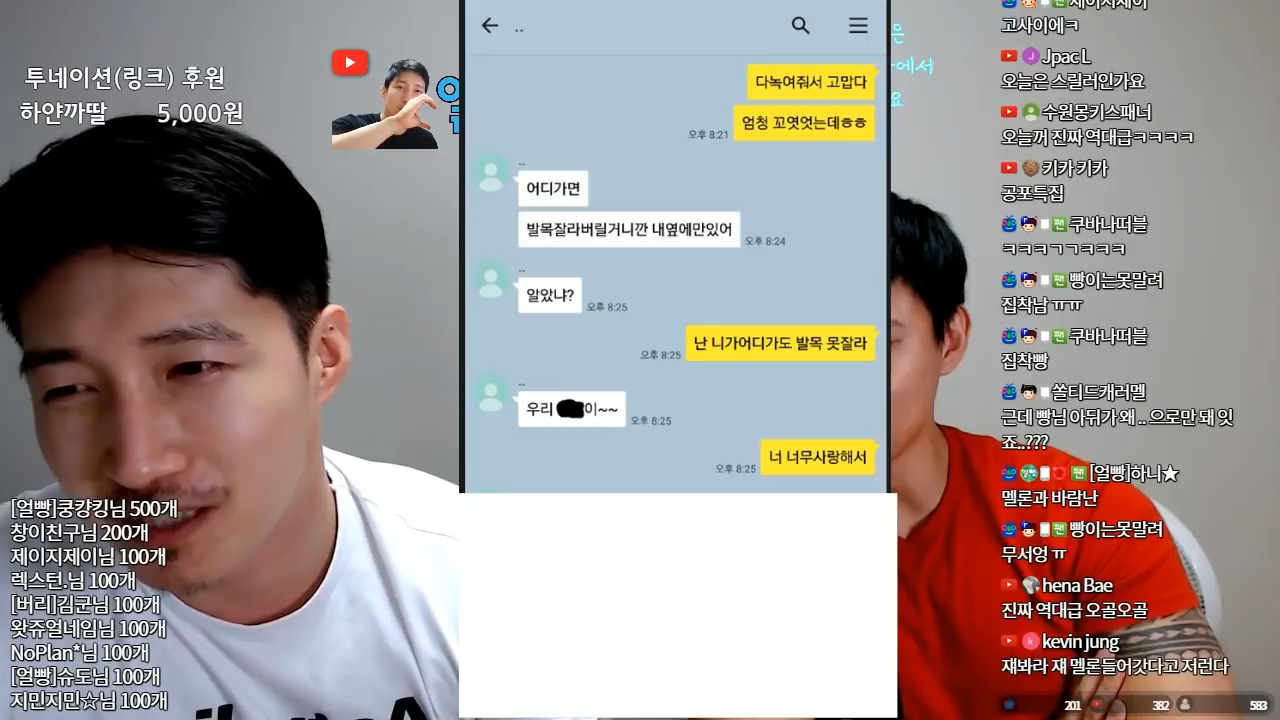 투네이션(링크) 후원
하얀까딸 5,000원
[얼빵]쿵캉킹님 500개
창이친구님 200개
제이지제이님 100개
렉스턴.님 100개
[버리]김군님 100개
왓쥬얼네임님 100개
NoPlan*님 100개
[얼빵]슈도님 100개
지민지민☆님 100개
..
다녹여줘서 고맙다
엄청 꼬엿엇는데ㅎㅎ
오후 8:21
..
어디가면
발목잘라버릴거니깐 내옆에만있어
오후 8:24
..
알았냐?
오후 8:25
난 니가어디가도 발목 못잘라
오후 8:25
..
우리 이~~
오후 8:25
너 너무사랑해서
오후 8:25
은
에서
요
제이지제이
고사이에ㅋ
Jpac L
오늘은 스릴러인가요
수원몽키스패너
오늘꺼 진짜 역대급ㅋㅋㅋㅋ
키카 키카
공포특집
쿠바나떠블
ㅋㅋㅋㄱㄱㅋㅋㅋㅋ
빵이는못말려
집착남 ㅠㅠ
쿠바나떠블
집착빵
쏠티드캐러멜
근데 빵님 아뒤가 왜 .. 으로만 돼 잇
죠..???
[얼빵]하니★
멜론과 바람난
빵이는못말려
무서엉 ㅠ
hena Bae
진짜 역대급 오골오골
kevin jung
쟤봐라 쟤 멜론들어갓다고 저런다
201 382 583